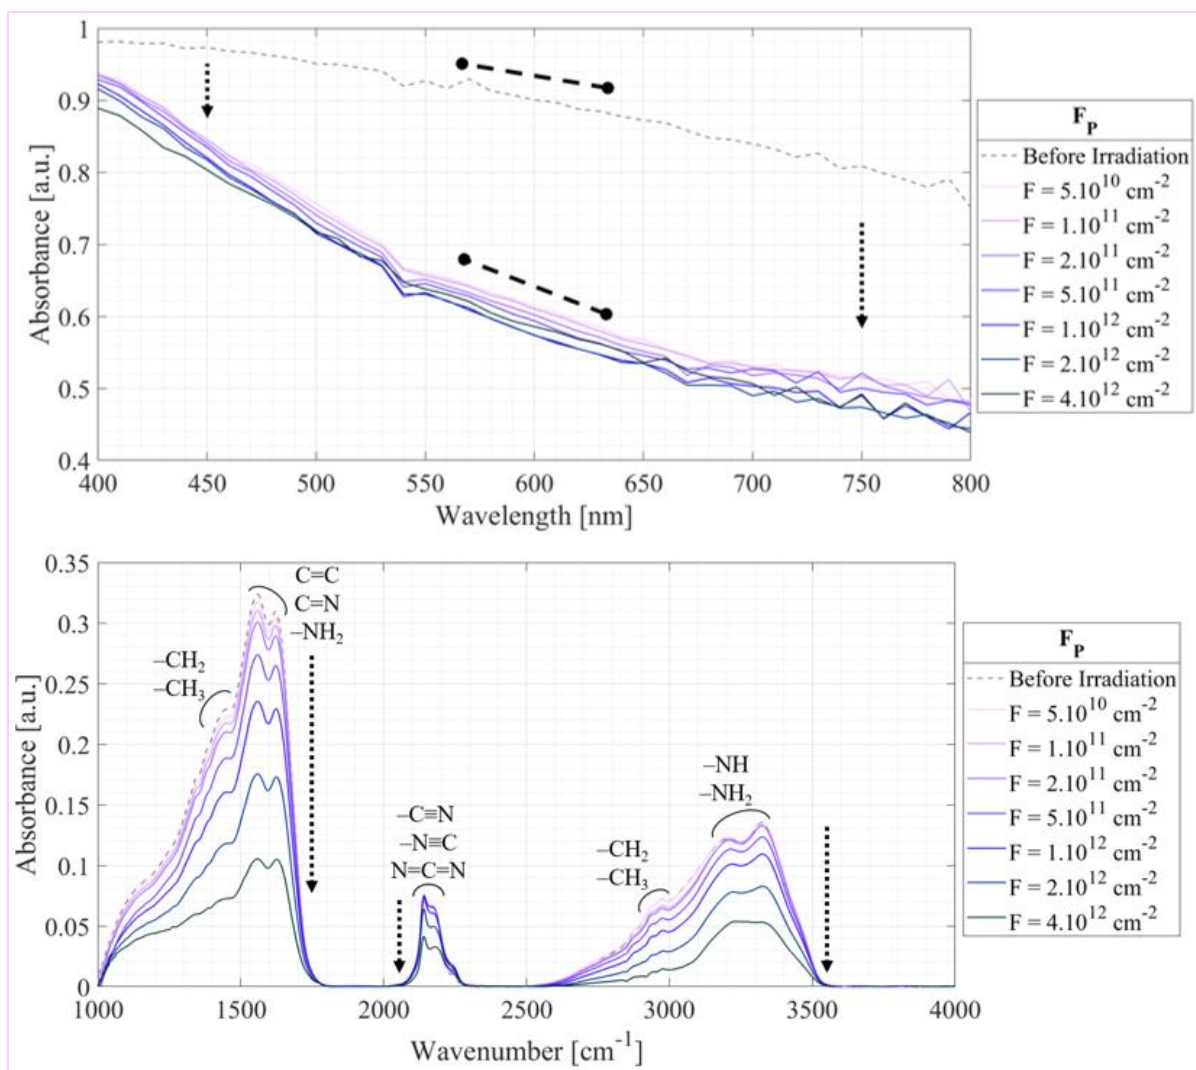 1
0.9
0.8
0.7
0.6
0.5
0.4
Absorbance [a.u.]
400 450 500 550 600 650 700 750 800
Wavelength [nm]
F_P
Before Irradiation
F = 5.10^10 cm^-2
F = 1.10^11 cm^-2
F = 2.10^11 cm^-2
F = 5.10^11 cm^-2
F = 1.10^12 cm^-2
F = 2.10^12 cm^-2
F = 4.10^12 cm^-2
0.35
0.3
0.25
0.2
0.15
0.1
0.05
0
Absorbance [a.u.]
C=C
C=N
–NH₂
–CH₂
–CH₃
–C≡N
–N≡C
N=C=N
–CH₂
–CH₃
–NH
–NH₂
1000 1500 2000 2500 3000 3500 4000
Wavenumber [cm^-1]
F_P
Before Irradiation
F = 5.10^10 cm^-2
F = 1.10^11 cm^-2
F = 2.10^11 cm^-2
F = 5.10^11 cm^-2
F = 1.10^12 cm^-2
F = 2.10^12 cm^-2
F = 4.10^12 cm^-2